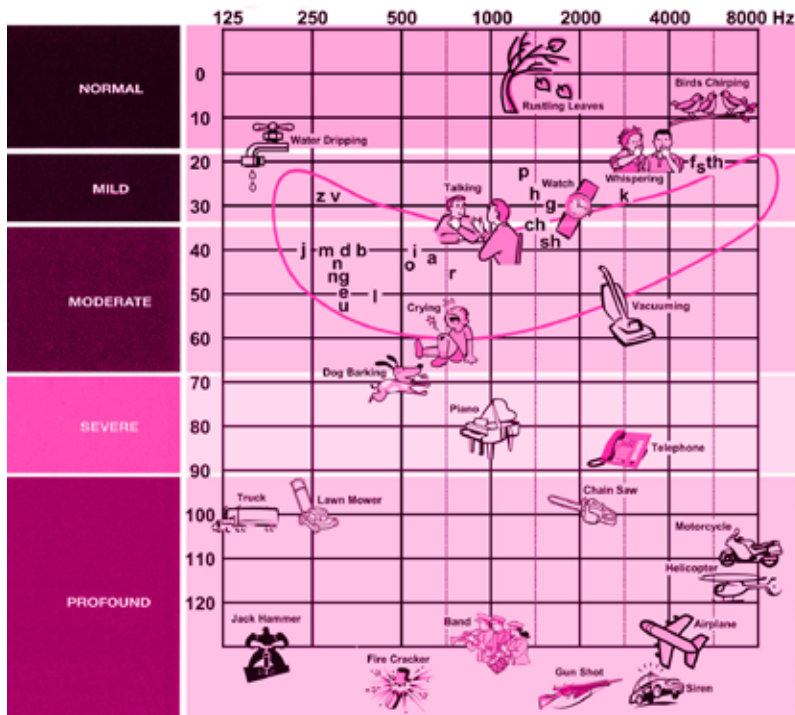 125 250 500 1000 2000 4000 8000 Hz
NORMAL
0
Birds Chirping
Rustling Leaves
10
Water Dripping
MILD
20
f s th
p
Whispering
Talking
Watch
z v
h
k
30
g
ch
sh
MODERATE
40
j m d b i
n o a
ng r
e l
50
u
Crying
Vacuuming
60
Dog Barking
SEVERE
70
Piano
80
Telephone
90
PROFOUND
Truck
Lawn Mower
Chain Saw
100
Motorcycle
110
Helicopter
120
Jack Hammer
Band
Airplane
Fire Cracker
Gun Shot
Siren